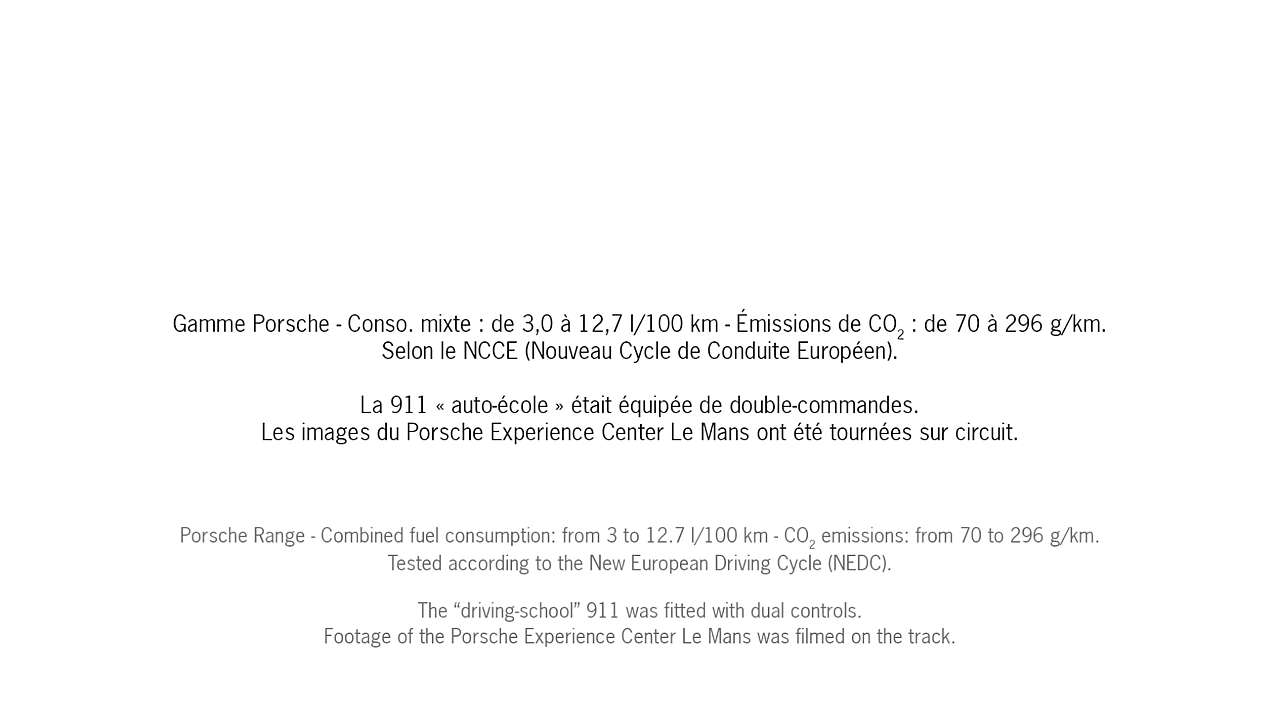 Gamme Porsche - Conso. mixte : de 3,0 à 12,7 l/100 km - Émissions de CO₂ : de 70 à 296 g/km.
Selon le NCCE (Nouveau Cycle de Conduite Européen).
La 911 « auto-école » était équipée de double-commandes.
Les images du Porsche Experience Center Le Mans ont été tournées sur circuit.
Porsche Range - Combined fuel consumption: from 3 to 12.7 l/100 km - CO₂ emissions: from 70 to 296 g/km.
Tested according to the New European Driving Cycle (NEDC).
The “driving-school” 911 was fitted with dual controls.
Footage of the Porsche Experience Center Le Mans was filmed on the track.